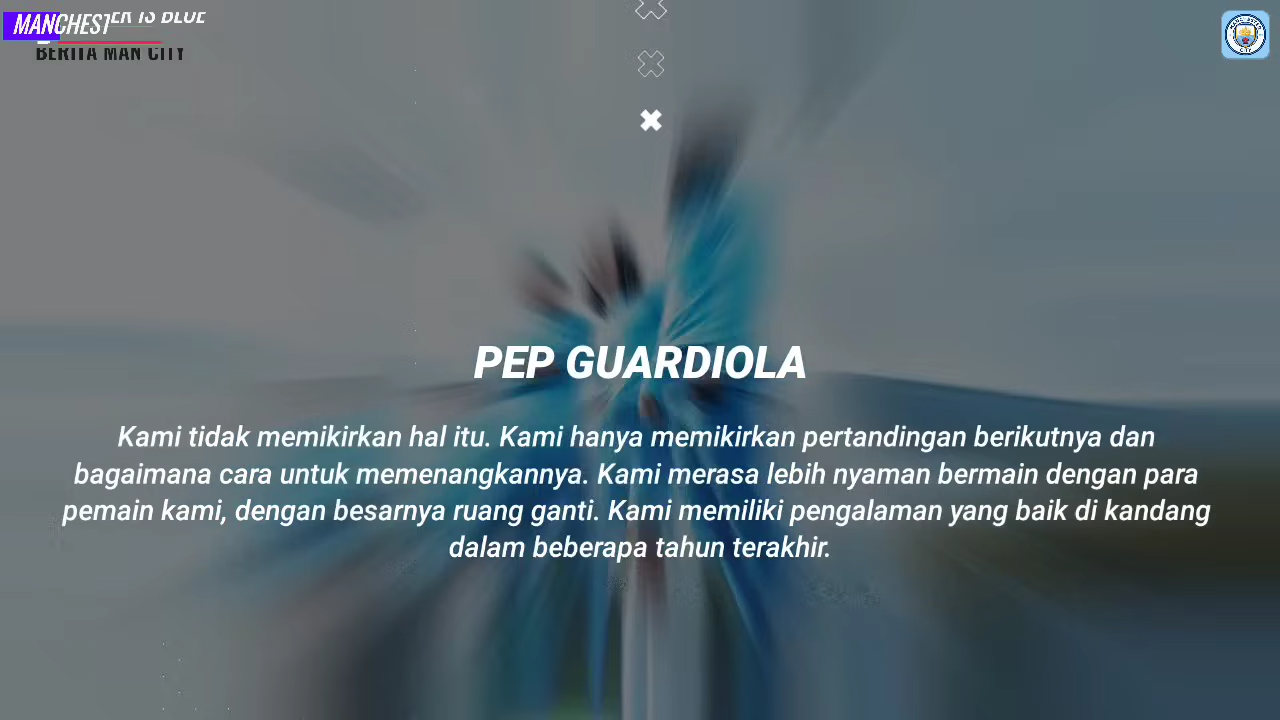 MANCHESTER IS BLUE
BERITA MAN CITY
PEP GUARDIOLA
Kami tidak memikirkan hal itu. Kami hanya memikirkan pertandingan berikutnya dan
bagaimana cara untuk memenangkannya. Kami merasa lebih nyaman bermain dengan para
pemain kami, dengan besarnya ruang ganti. Kami memiliki pengalaman yang baik di kandang
dalam beberapa tahun terakhir.